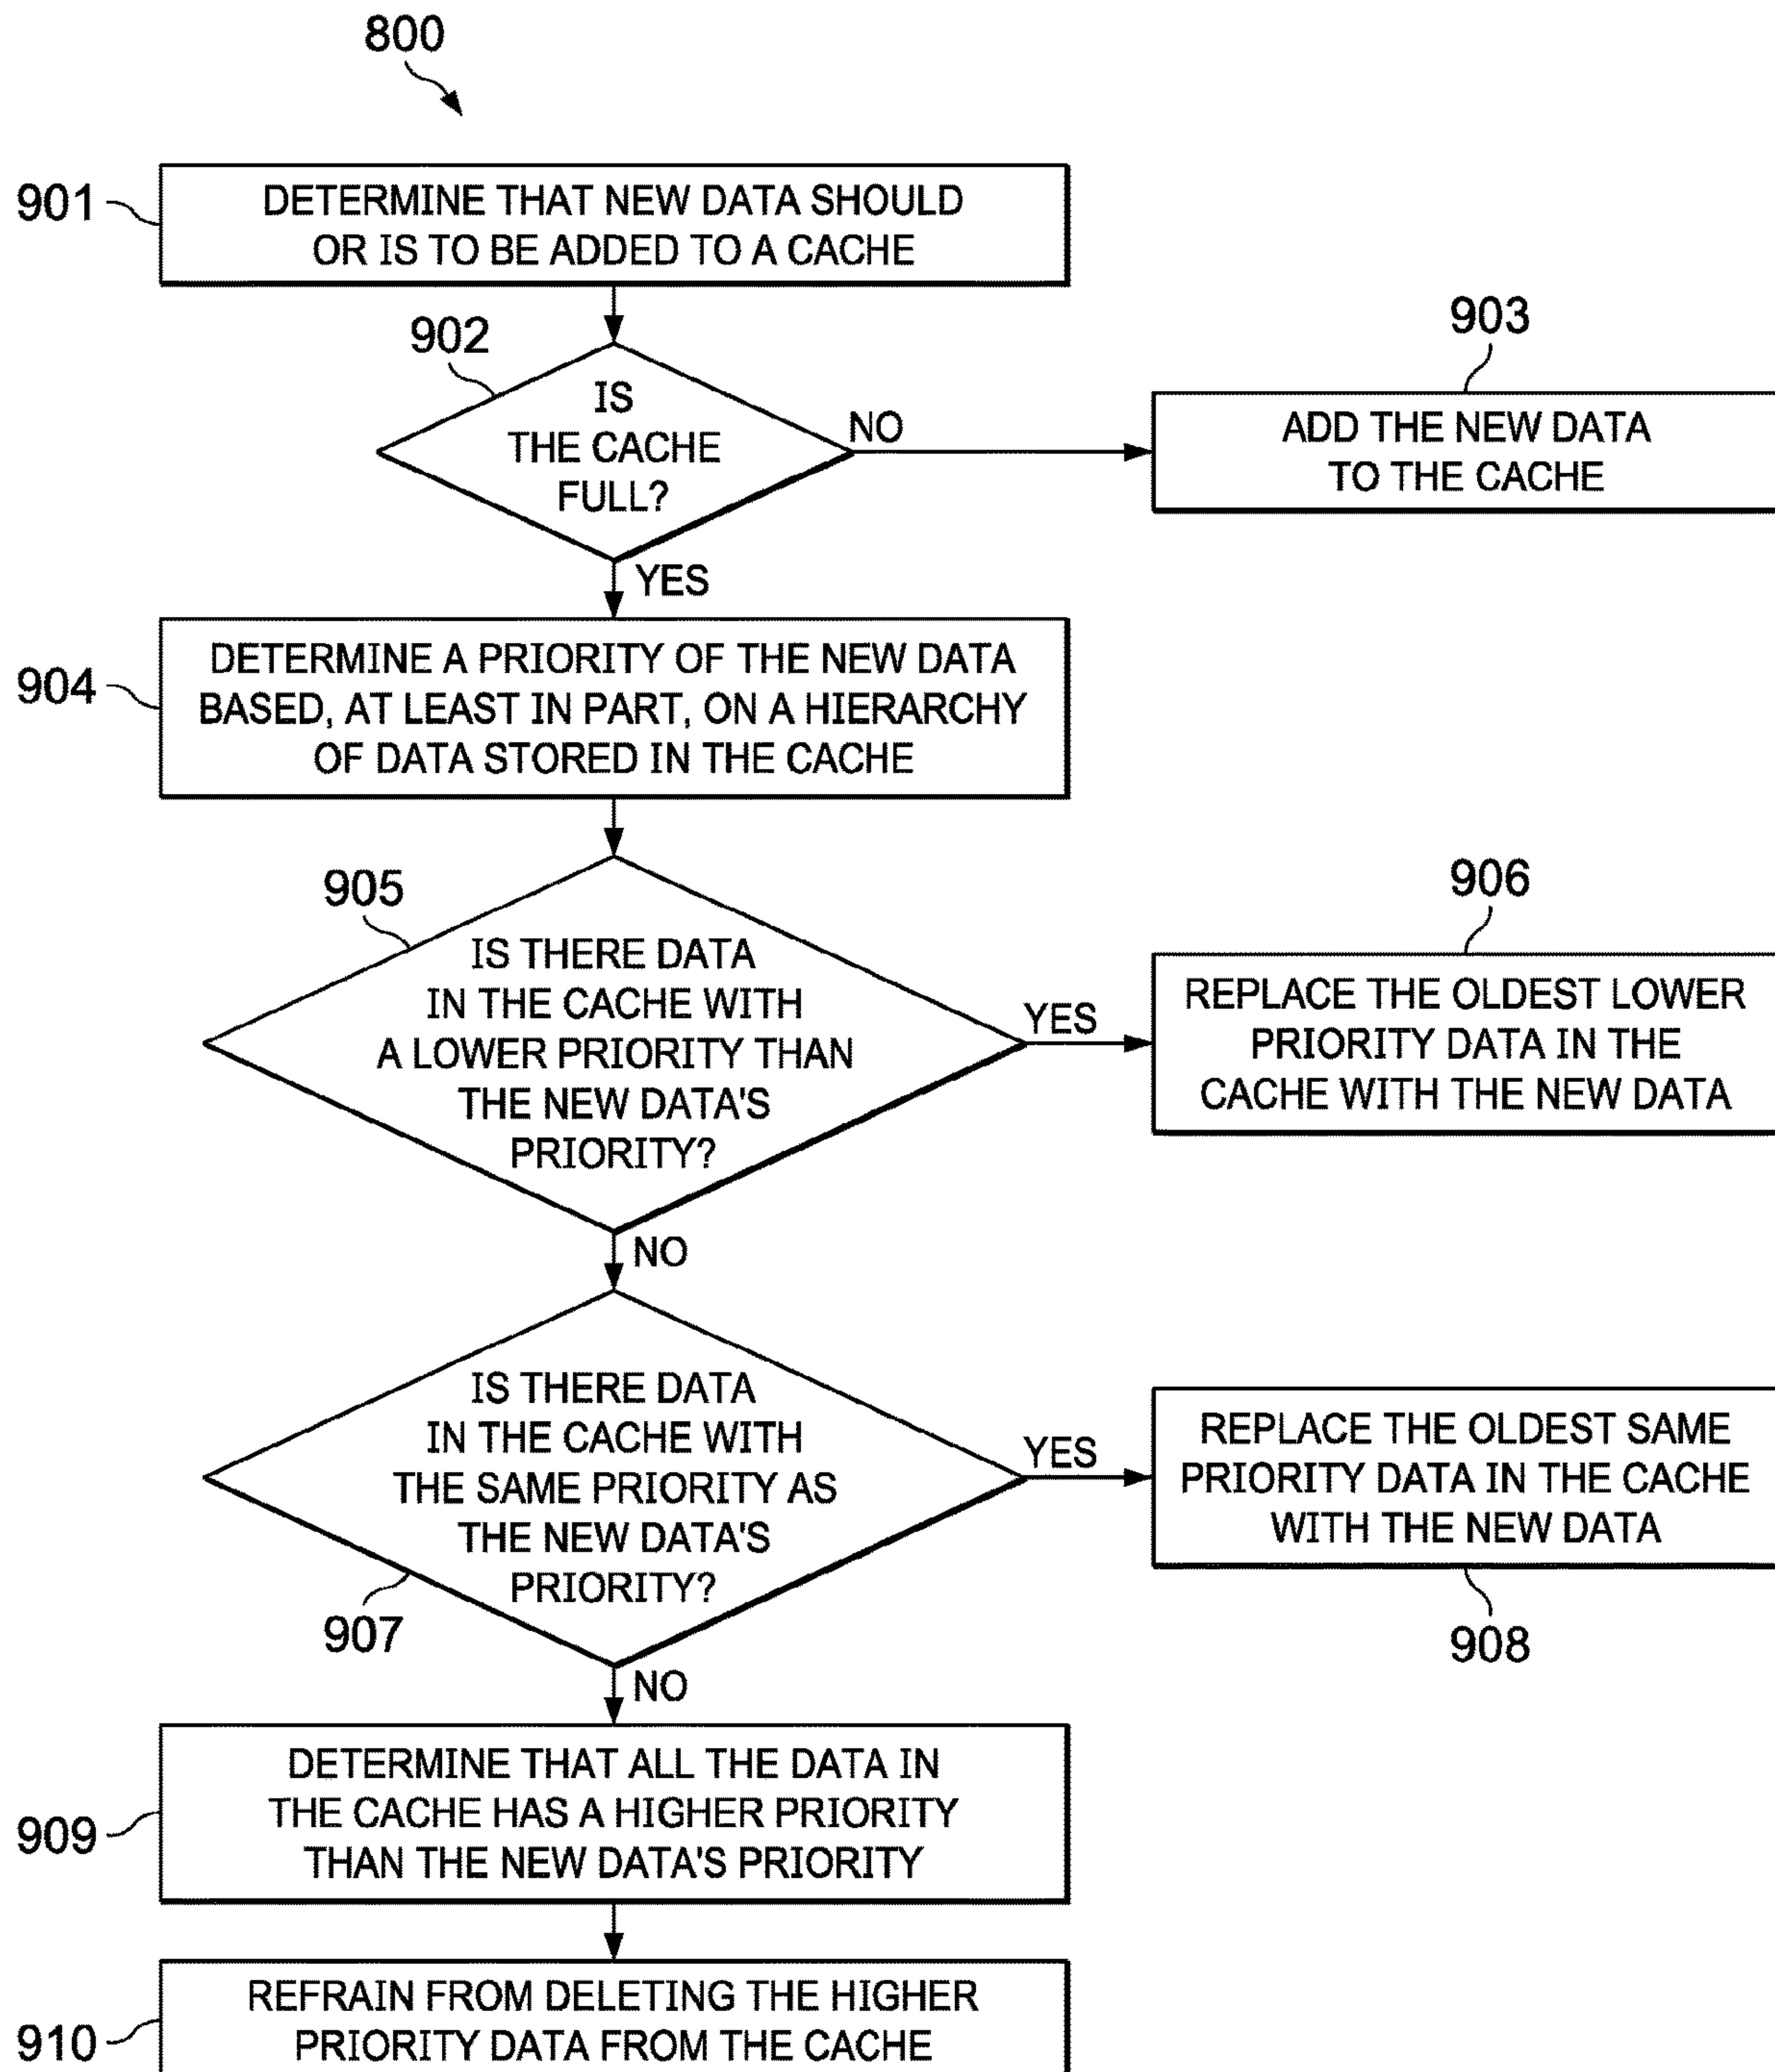 800
901
DETERMINE THAT NEW DATA SHOULD
OR IS TO BE ADDED TO A CACHE
902
IS
THE CACHE
FULL?
NO
903
ADD THE NEW DATA
TO THE CACHE
YES
904
DETERMINE A PRIORITY OF THE NEW DATA
BASED, AT LEAST IN PART, ON A HIERARCHY
OF DATA STORED IN THE CACHE
905
IS THERE DATA
IN THE CACHE WITH
A LOWER PRIORITY THAN
THE NEW DATA'S
PRIORITY?
YES
906
REPLACE THE OLDEST LOWER
PRIORITY DATA IN THE
CACHE WITH THE NEW DATA
NO
IS THERE DATA
IN THE CACHE WITH
THE SAME PRIORITY AS
THE NEW DATA'S
PRIORITY?
907
YES
REPLACE THE OLDEST SAME
PRIORITY DATA IN THE CACHE
WITH THE NEW DATA
908
NO
909
DETERMINE THAT ALL THE DATA IN
THE CACHE HAS A HIGHER PRIORITY
THAN THE NEW DATA'S PRIORITY
910
REFRAIN FROM DELETING THE HIGHER
PRIORITY DATA FROM THE CACHE